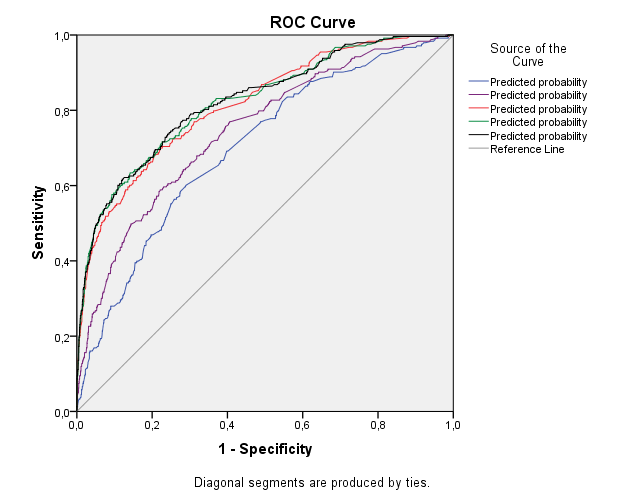 ROC Curve
Sensitivity
1,0
0,8
0,6
0,4
0,2
0,0
0,0 0,2 0,4 0,6 0,8 1,0
1 - Specificity
Source of the
Curve
Predicted probability
Predicted probability
Predicted probability
Predicted probability
Predicted probability
Reference Line
Diagonal segments are produced by ties.